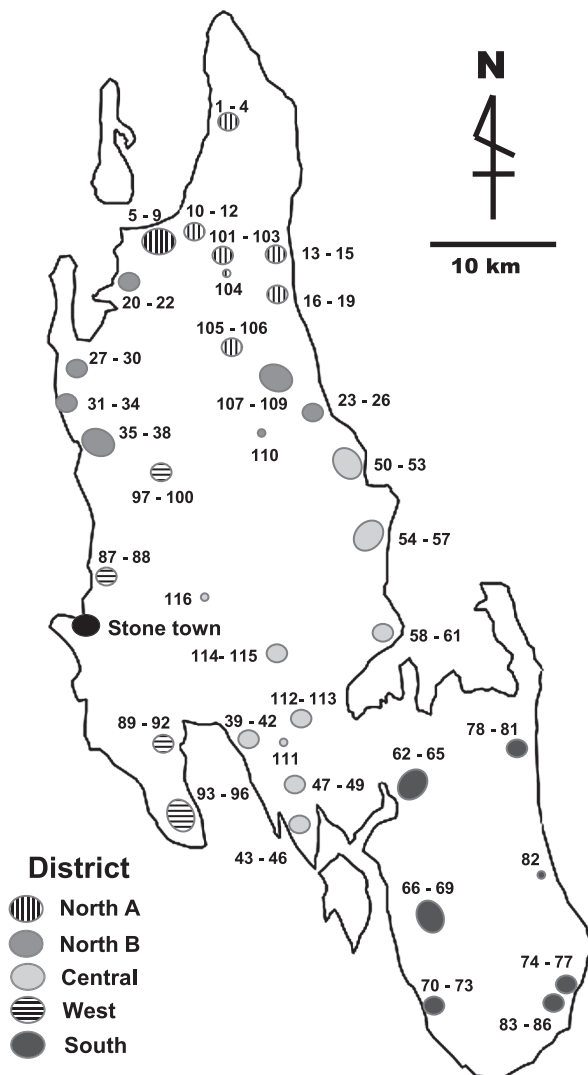 N
10 km
1 - 4
5 - 9
10 - 12
101 - 103
13 - 15
104
20 - 22
16 - 19
105 - 106
27 - 30
31 - 34
107 - 109
23 - 26
35 - 38
110
50 - 53
97 - 100
54 - 57
87 - 88
116
Stone town
58 - 61
114- 115
112- 113
89 - 92
39 - 42
78 - 81
111
62 - 65
47 - 49
93 - 96
43 - 46
82
66 - 69
74 - 77
70 - 73
83 - 86
District
North A
North B
Central
West
South